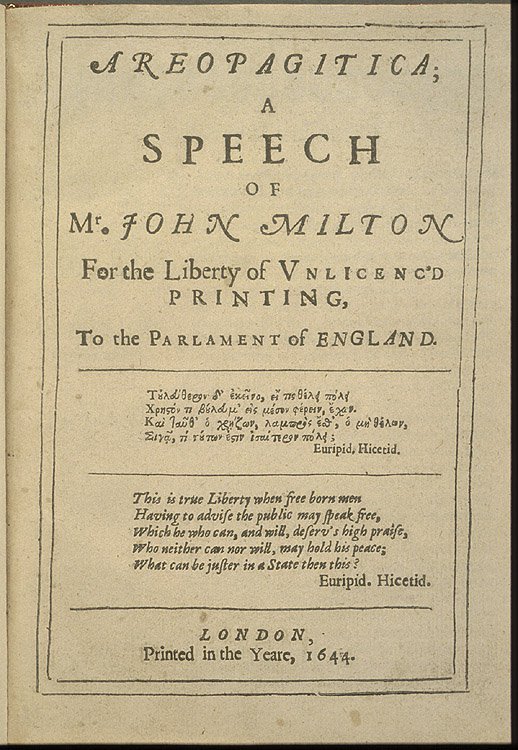 AREOPAGITICA;
A
SPEECH
OF
Mr. JOHN MILTON
For the Liberty of VNLICENC'D
PRINTING,
To the PARLAMENT of ENGLAND.
Τοὐλεύθερον δ' ἐκεῖνο, εἴ τις θέλει πόλει
Χρηστόν τι βούλευμ' εἰς μέσον φέρειν, ἔχων.
Καὶ ταῦθ' ὁ χρῄζων, λαμπρός ἐσθ', ὁ μὴ θέλων,
Σιγᾷ, τί τούτων ἔστιν ἰσαίτερον πόλει;
Euripid. Hicetid.
This is true Liberty when free born men
Having to advise the public may speak free,
Which he who can, and will, deserv's high praise,
Who neither can nor will, may hold his peace;
What can be juster in a State then this?
Euripid. Hicetid.
LONDON,
Printed in the Yeare, 1644.